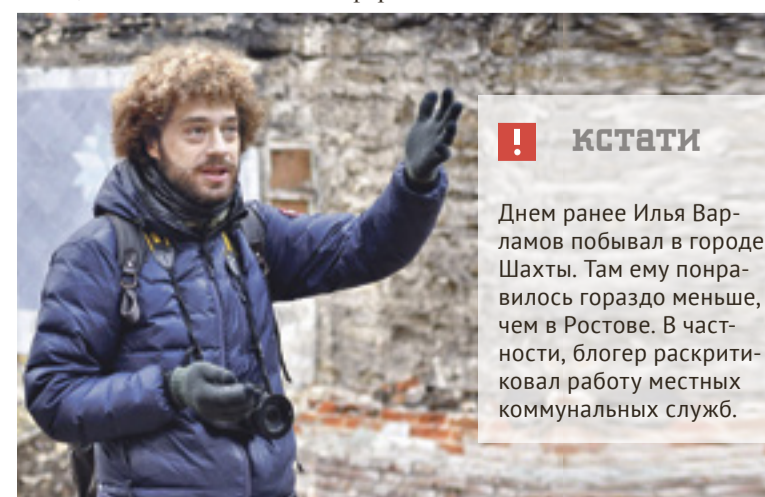 !
кстати
Днем ранее Илья Вар-
ламов побывал в городе
Шахты. Там ему понра-
вилось гораздо меньше,
чем в Ростове. В част-
ности, блогер раскрити-
ковал работу местных
коммунальных служб.